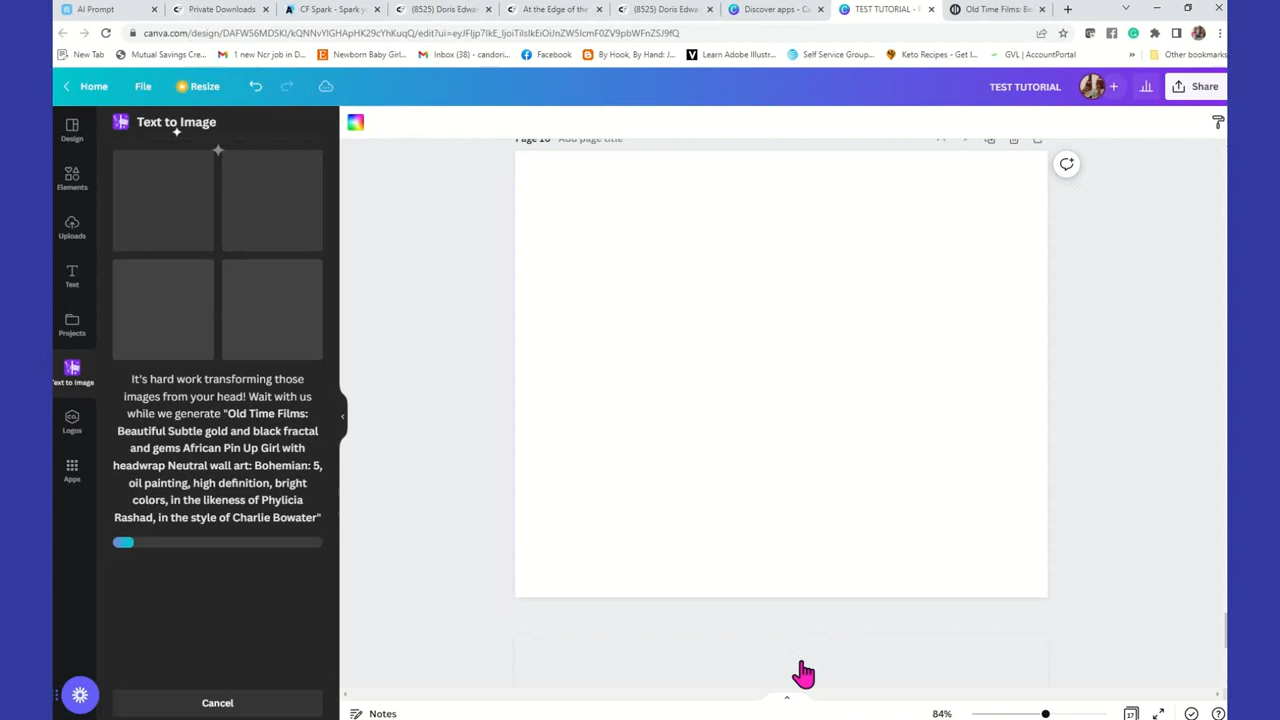 AI Prompt
Private Downloads
CF Spark - Spark yo
(8525) Doris Edwar
At the Edge of the
(8525) Doris Edwar
Discover apps - Ca
TEST TUTORIAL - F
Old Time Films: Be
canva.com/design/
New Tab
Mutual Savings Cre...
1 new Ncr job in D...
Newborn Baby Girl...
Inbox (38) - candori...
Facebook
By Hook, By Hand: J...
Learn Adobe Illustr...
Self Service Group...
Keto Recipes - Get I...
GVL | AccountPortal
»
Other bookmarks
Home
File
Resize
TEST TUTORIAL
Share
Design
Elements
Uploads
Text
Projects
Text to Image
Logos
Apps
Text to Image
It's hard work transforming those
images from your head! Wait with us
while we generate "Old Time Films:
Beautiful Subtle gold and black fractal
and gems African Pin Up Girl with
headwrap Neutral wall art: Bohemian: 5,
oil painting, high definition, bright
colors, in the likeness of Phylicia
Rashad, in the style of Charlie Bowater"
Cancel
Add page title
Notes
84%
17